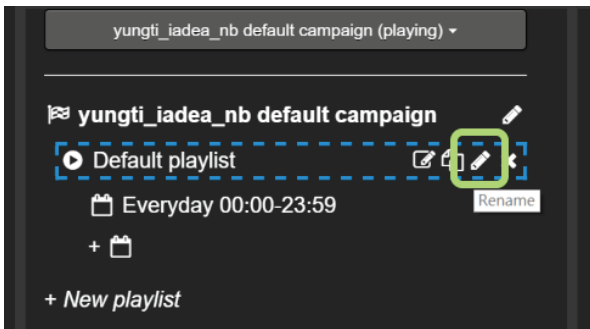 yungti_iadea_nb default campaign (playing)
yungti_iadea_nb default campaign
Default playlist
Rename
Everyday 00:00-23:59
+
+ New playlist